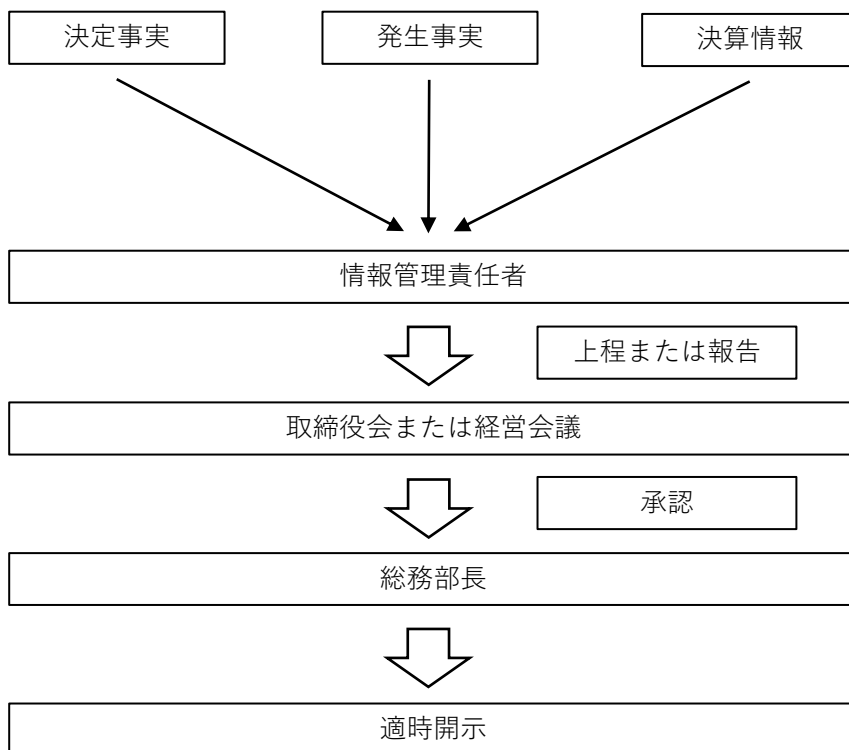 決定事実
発生事実
決算情報
情報管理責任者
上程または報告
取締役会または経営会議
承認
総務部長
適時開示